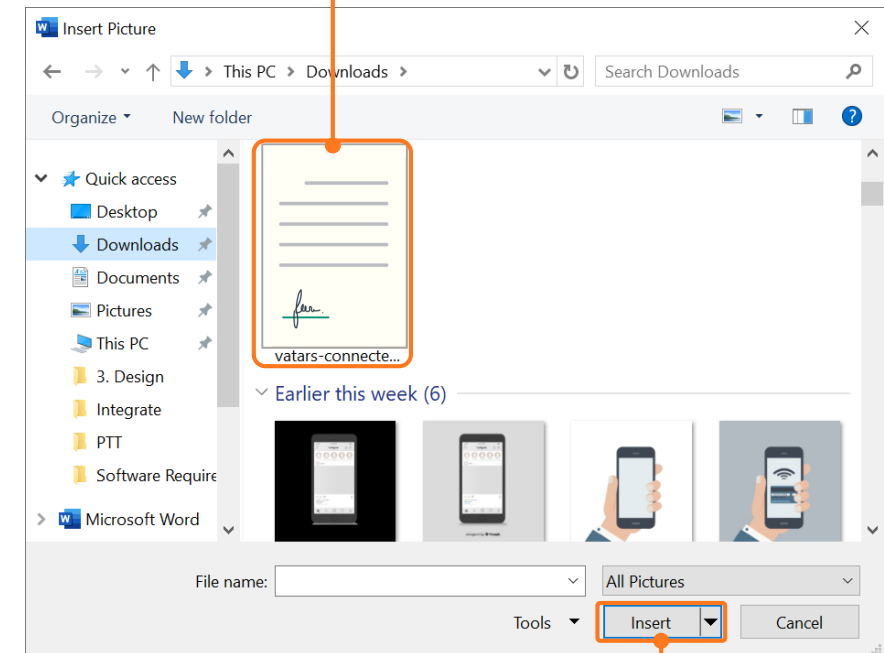 Insert Picture
This PC > Downloads >
Search Downloads
Organize
New folder
Quick access
Desktop
Downloads
Documents
Pictures
This PC
3. Design
Integrate
PTT
Software Require
Microsoft Word
vatars-connecte...
Earlier this week (6)
File name:
All Pictures
Tools
Insert
Cancel